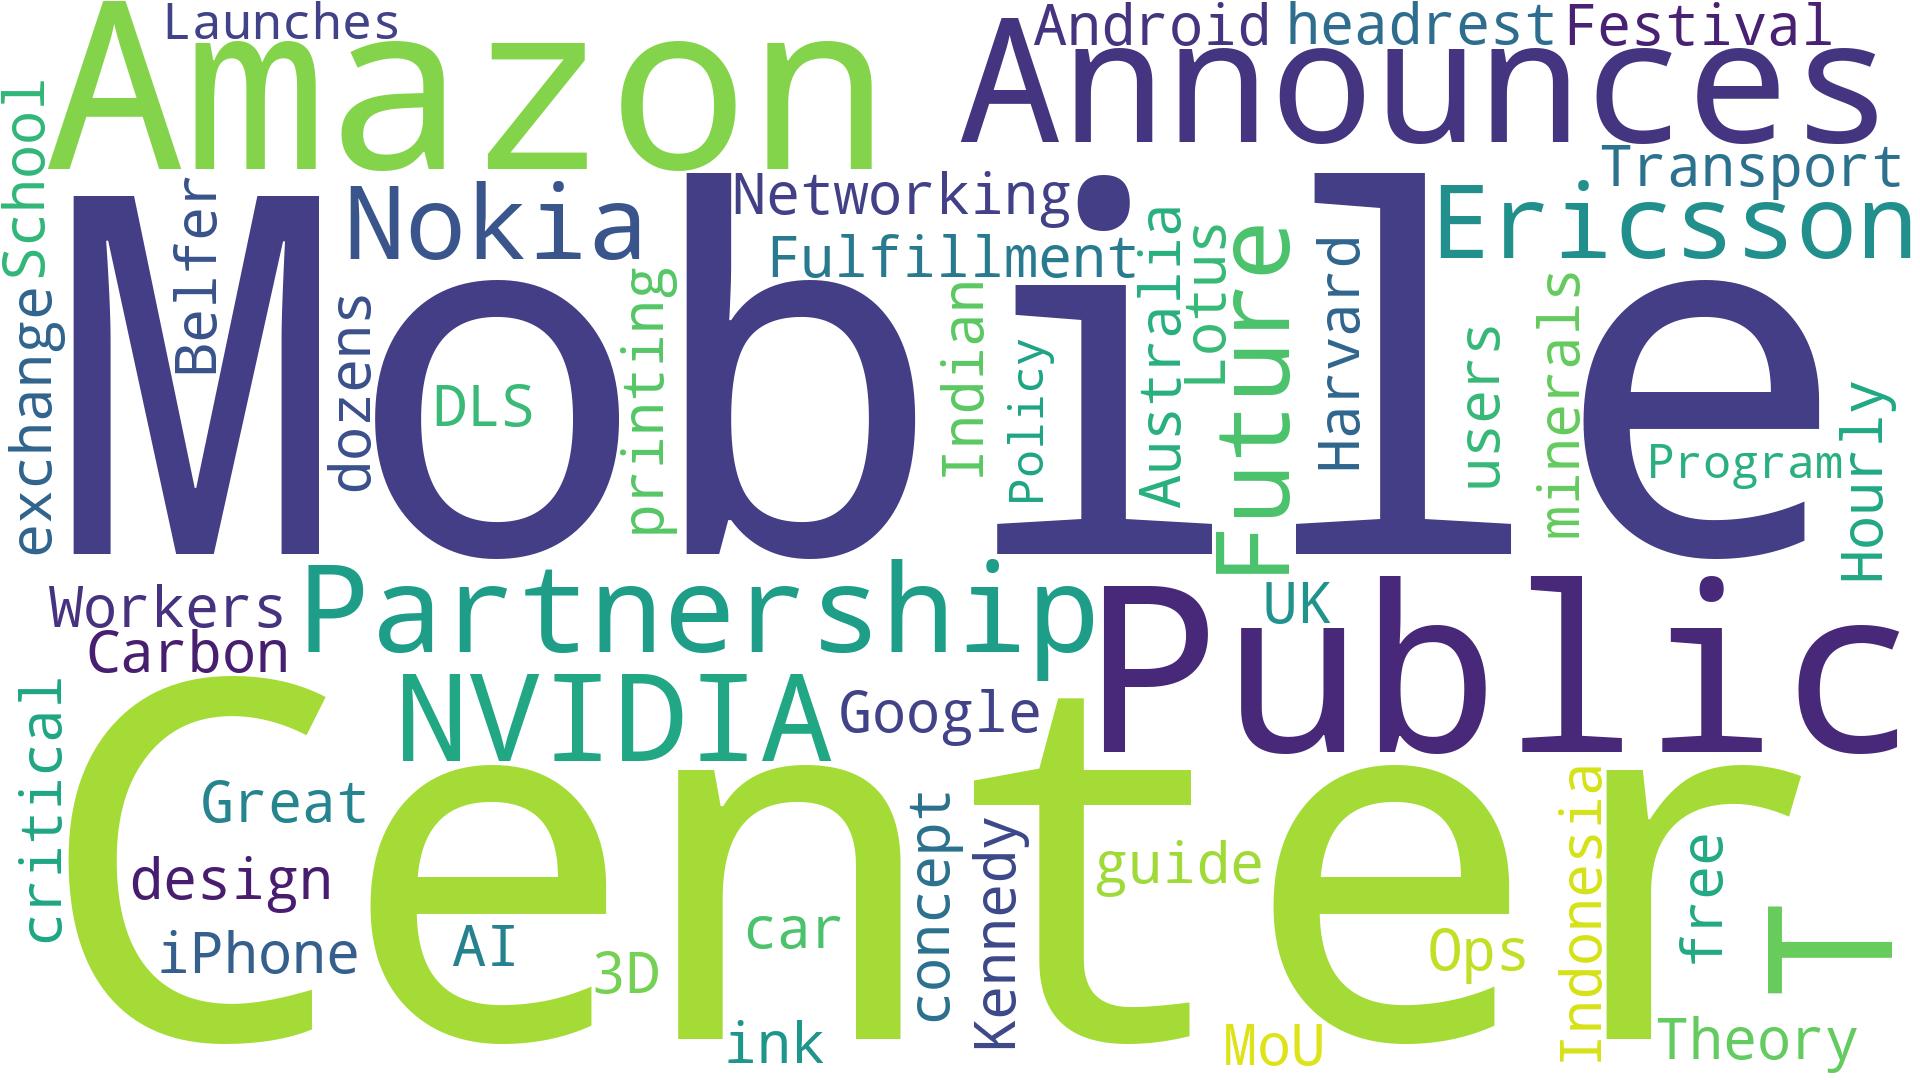 Launches
Amazon
Android
headrest
Festival
Announces
School
Transport
Belfer
Nokia
Networking
Ericsson
Fulfillment
Mobile
exchange
dozens
DLS
printing
Indian
Policy
Australia
Lotus
Future
Harvard
users
minerals
Program
Hourly
Workers
Carbon
Partnership
UK
Public
NVIDIA
Google
critical
Center
Great
design
iPhone
AI
3D
car
ink
concept
Kennedy
guide
MoU
Ops
Indonesia
free
T
Theory